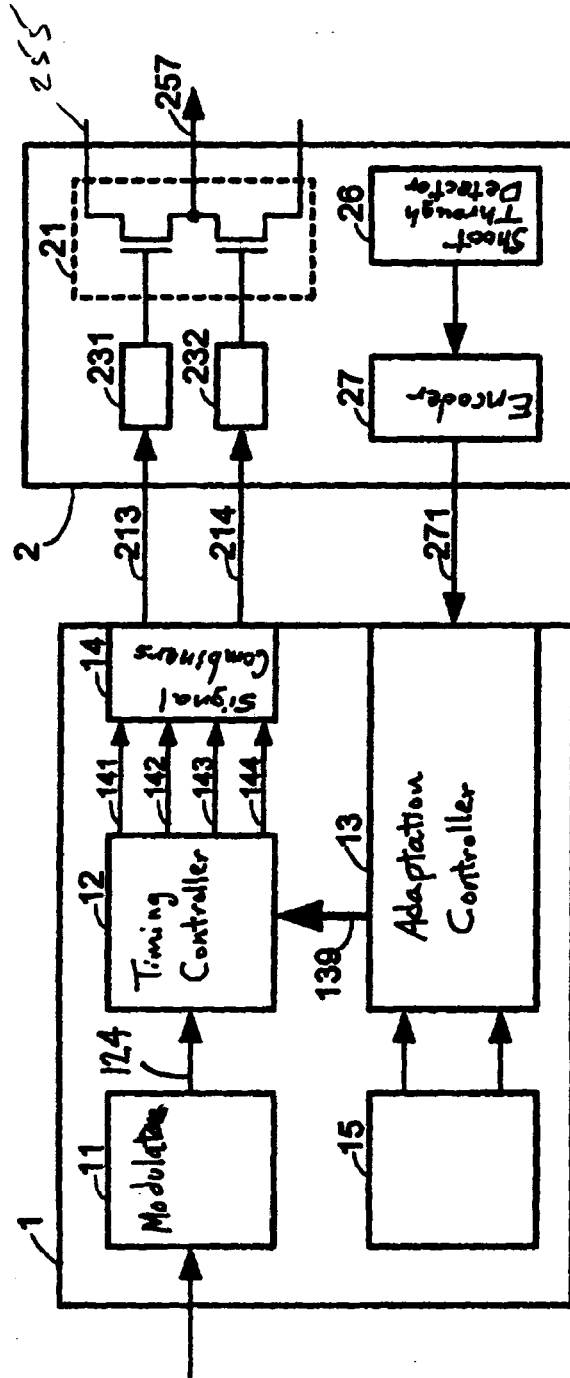 1
11
Modulator
124
12
Timing
Controller
141
142
143
144
14
Signal
Combiners
213
214
2
231
232
21
255
257
15
139
13
Adaptation
Controller
271
27
Encoder
26
Shoot
Through
Detector